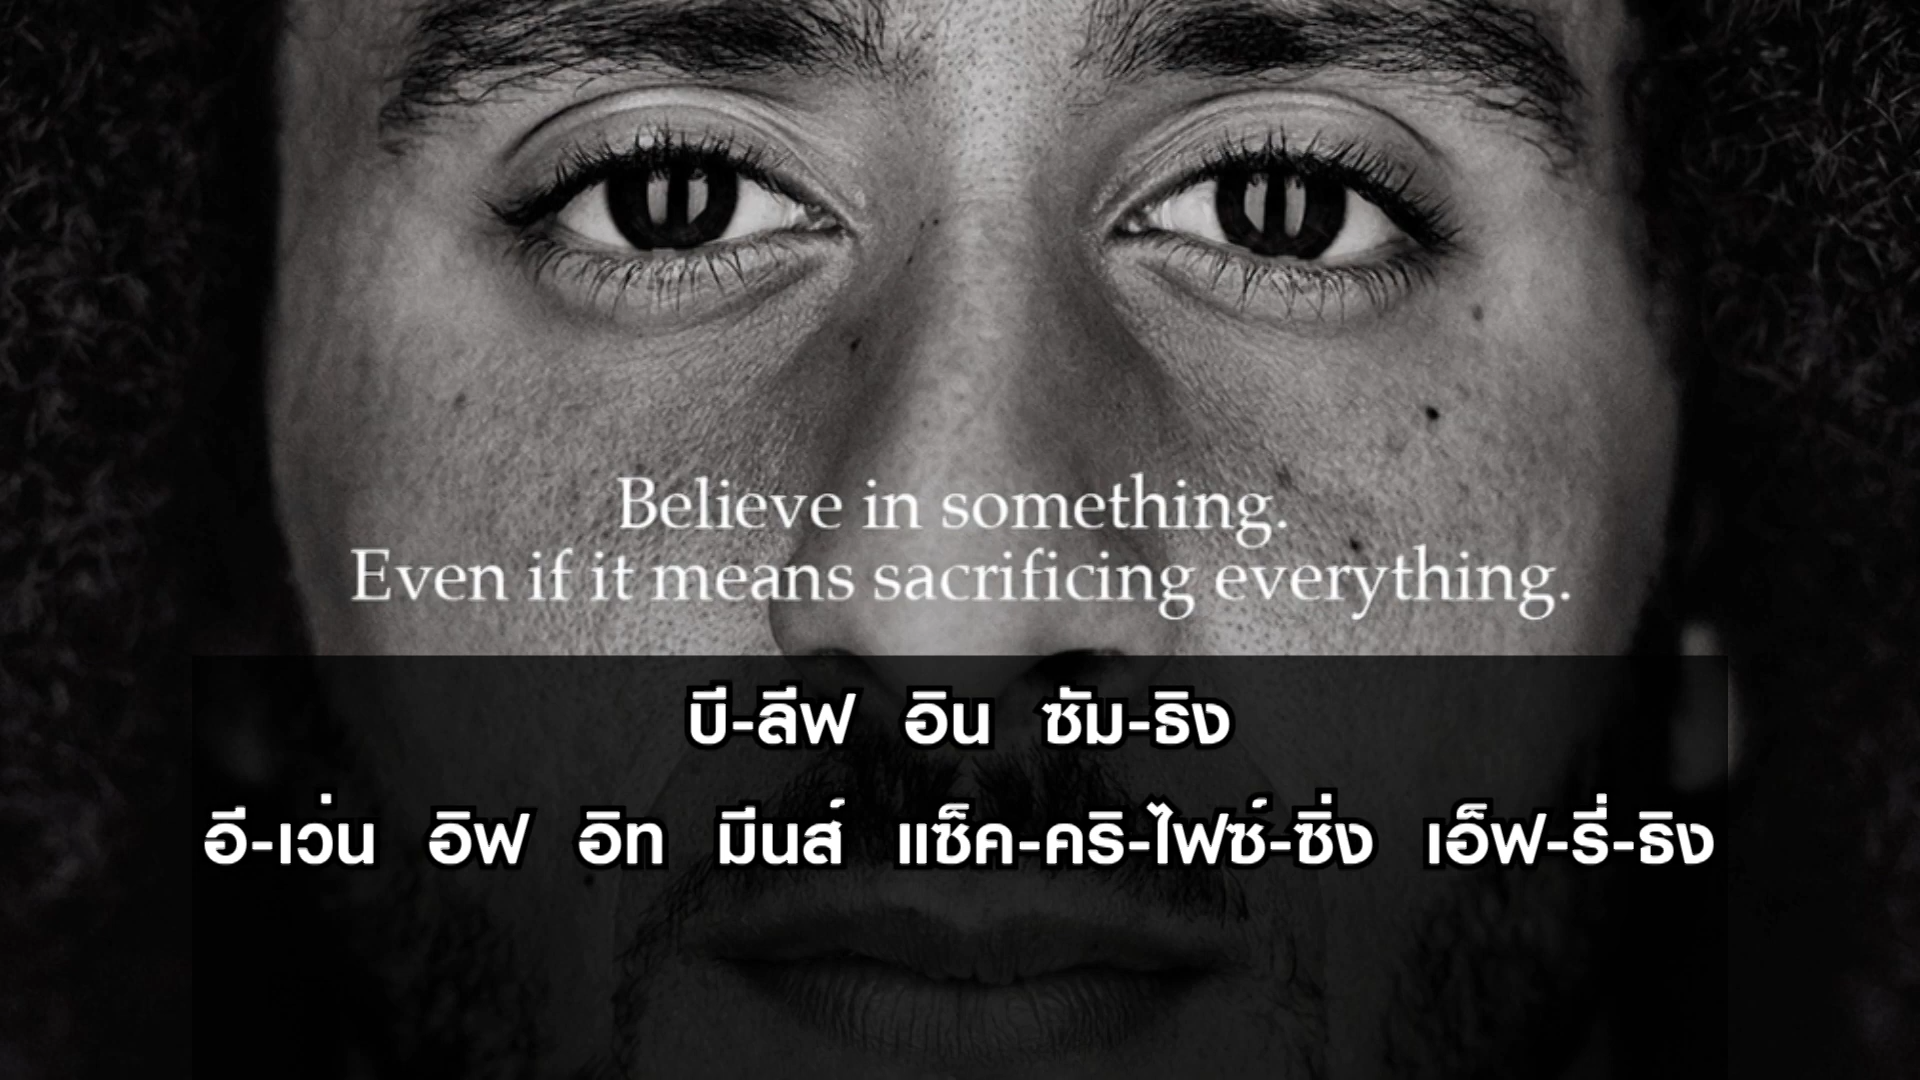 Believe in something.
Even if it means sacrificing everything.
บี-ลีฟ อิน ซัม-ธิง
อี-เว่น อิฟ อิท มีนส์ แซ็ค-คริ-ไฟซ์-ซิ่ง เอ็ฟ-รี่-ธิง